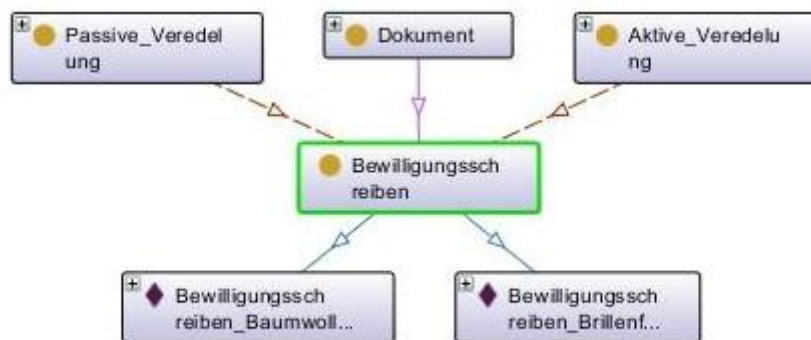 Passive_Veredel
ung
Dokument
Aktive_Veredelu
ng
Bewilligungssch
reiben
Bewilligungssch
reiben_Baumwoll...
Bewilligungssch
reiben_Brillenf...